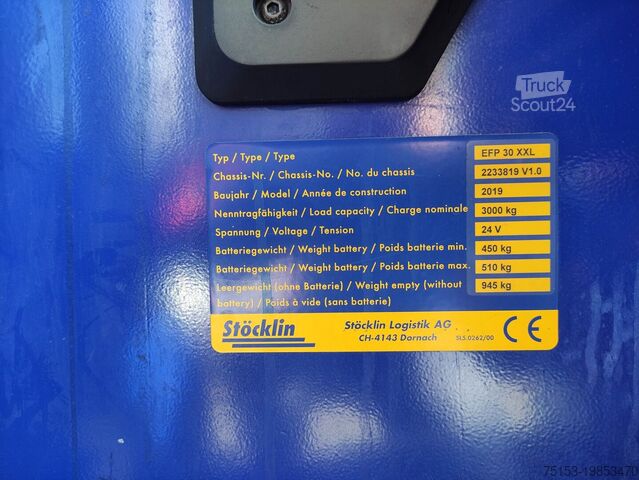 Truck
Scout24
Typ / Type / Type EFP 30 XXL
Chassis-Nr. / Chassis-No. / No. du chassis 2233819 V1.0
Baujahr / Model / Année de construction 2019
Nenntragfähigkeit / Load capacity / Charge nominale 3000 kg
Spannung / Voltage / Tension 24 V
Batteriegewicht / Weight battery / Poids batterie min. 450 kg
Batteriegewicht / Weight battery / Poids batterie max. 510 kg
Leergewicht (ohne Batterie) / Weight empty (without 945 kg
battery) / Poids à vide (sans batterie)
Stöcklin Stöcklin Logistik AG CE
CH-4143 Dornach SLS.0262/00
75153-19853470